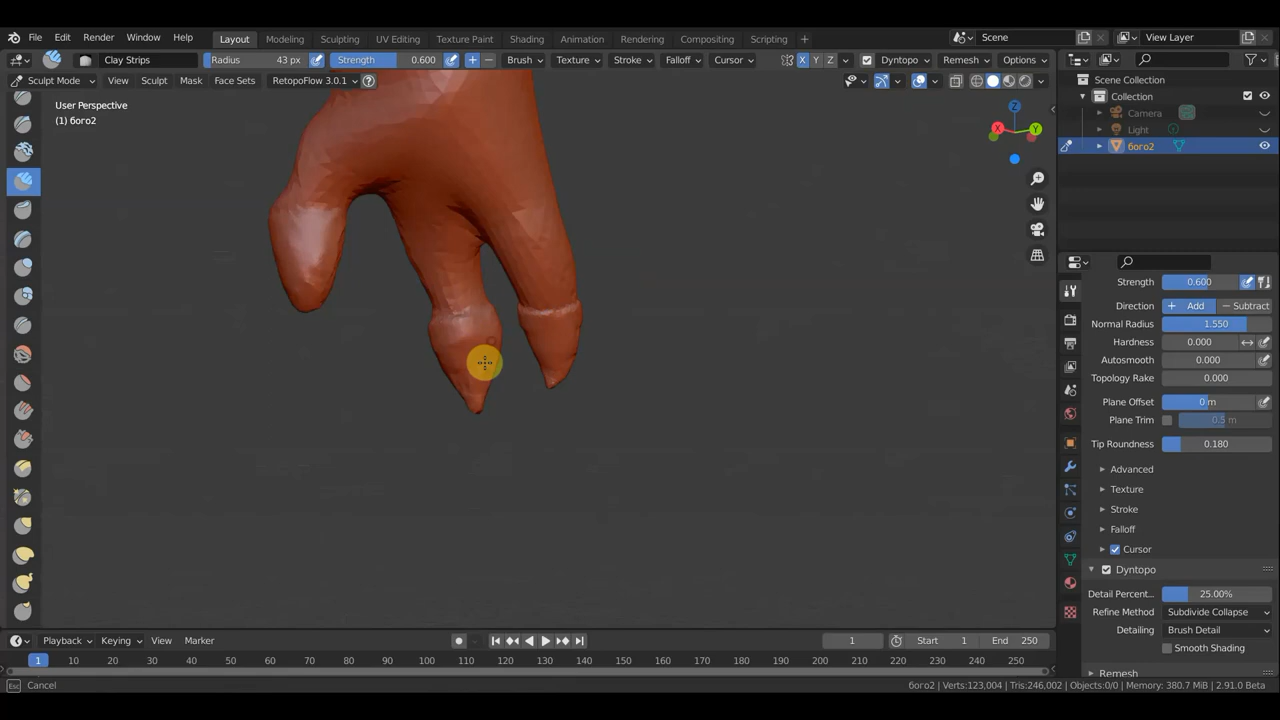 File Edit Render Window Help Layout Modeling Sculpting UV Editing Texture Paint Shading Animation Rendering Compositing Scripting + Scene View Layer
Clay Strips Radius 43 px Strength 0.600 Brush Texture Stroke Falloff Cursor X Y Z Dyntopo Remesh Options
Sculpt Mode View Sculpt Mask Face Sets RetopoFlow 3.0.1 ?
Scene Collection
Collection
Camera
Light
бого2
User Perspective
(1) бого2
Z
X
Y
Strength 0.600
Direction + Add − Subtract
Normal Radius 1.550
Hardness 0.000
Autosmooth 0.000
Topology Rake 0.000
Plane Offset 0 m
Plane Trim 0.5 m
Tip Roundness 0.180
Advanced
Texture
Stroke
Falloff
Cursor
Dyntopo
Detail Percent... 25.00%
Refine Method Subdivide Collapse
Detailing Brush Detail
Smooth Shading
Remesh
Playback Keying View Marker 1 Start 1 End 250
1 10 20 30 40 50 60 70 80 90 100 110 120 130 140 150 160 170 180 190 200 210 220 230 240 250
Esc Cancel бого2 | Verts:123,004 | Tris:246,002 | Objects:0/0 | Memory: 380.7 MiB | 2.91.0 Beta